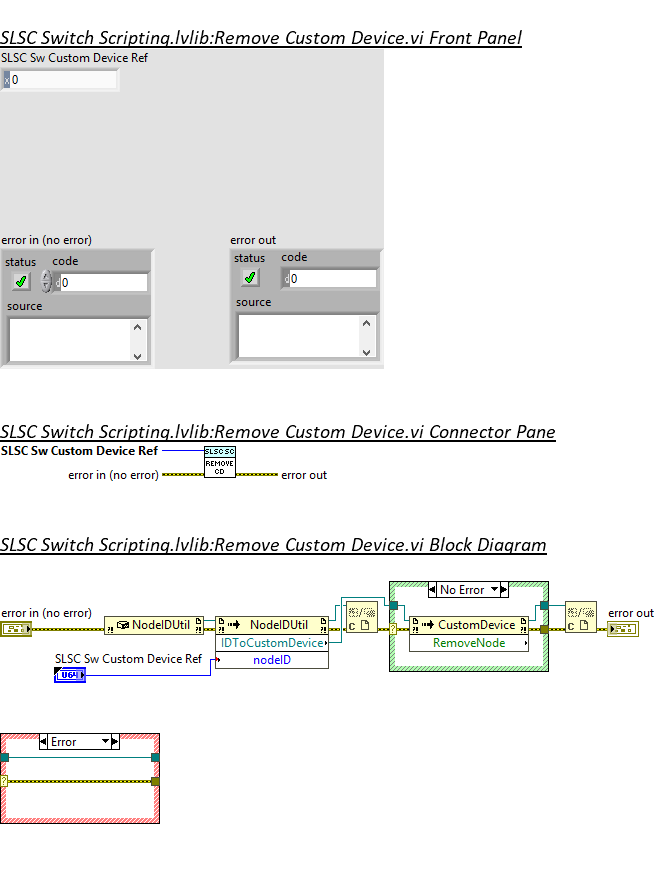 SLSC Switch Scripting.lvlib:Remove Custom Device.vi Front Panel
SLSC Sw Custom Device Ref
x 0
error in (no error)
error out
status code
d 0
source
status code
d 0
source
SLSC Switch Scripting.lvlib:Remove Custom Device.vi Connector Pane
SLSC Sw Custom Device Ref
SLSC SC
REMOVE
CD
error in (no error)
error out
SLSC Switch Scripting.lvlib:Remove Custom Device.vi Block Diagram
No Error
error in (no error)
NodeIDUtil
NodeIDUtil
C
CustomDevice
C
error out
IDToCustomDevice
RemoveNode
SLSC Sw Custom Device Ref
nodeID
U64
?
Error
?